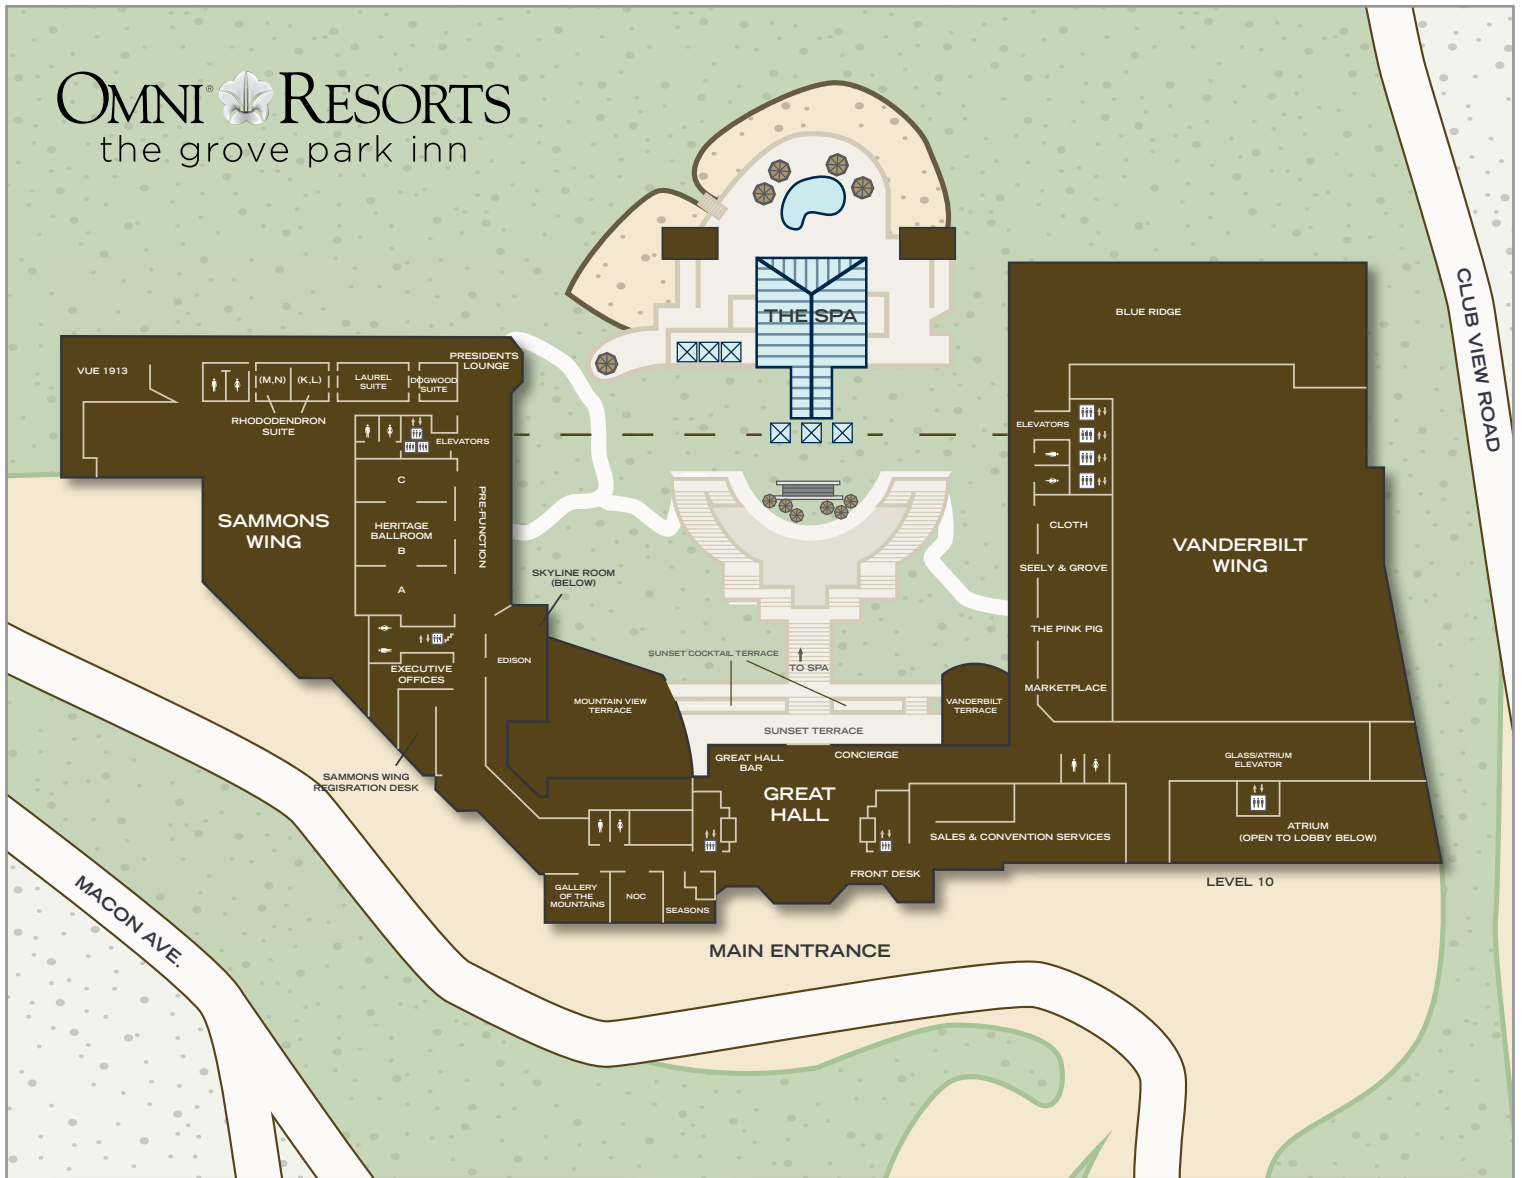 OMNI® RESORTS
the grove park inn
THE SPA
CLUB VIEW ROAD
BLUE RIDGE
VUE 1913
(M,N)
(K,L)
LAUREL
SUITE
DOGWOOD
SUITE
PRESIDENTS
LOUNGE
RHODODENDRON
SUITE
ELEVATORS
ELEVATORS
C
HERITAGE
BALLROOM
B
A
PRE-FUNCTION
SAMMONS
WING
CLOTH
SEELY & GROVE
THE PINK PIG
MARKETPLACE
VANDERBILT
WING
SKYLINE ROOM
(BELOW)
EDISON
EXECUTIVE
OFFICES
SUNSET COCKTAIL TERRACE
TO SPA
MOUNTAIN VIEW
TERRACE
VANDERBILT
TERRACE
SUNSET TERRACE
SAMMONS WING
REGISRATION DESK
GREAT HALL
BAR
CONCIERGE
GREAT
HALL
GLASS/ATRIUM
ELEVATOR
SALES & CONVENTION SERVICES
ATRIUM
(OPEN TO LOBBY BELOW)
FRONT DESK
LEVEL 10
GALLERY
OF THE
MOUNTAINS
NOC
SEASONS
MAIN ENTRANCE
MACON AVE.